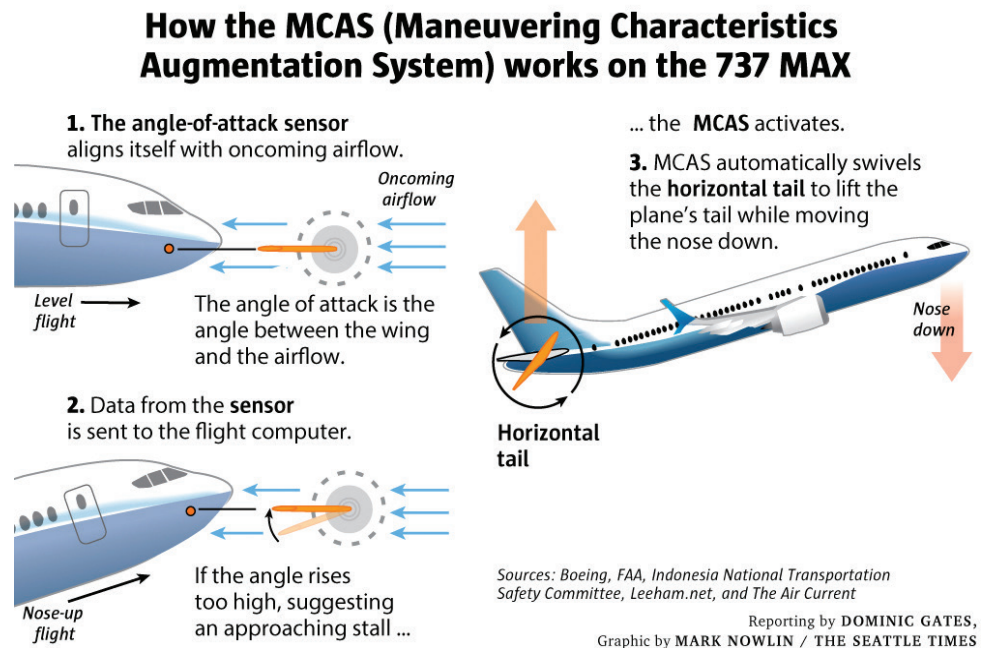 How the MCAS (Maneuvering Characteristics
Augmentation System) works on the 737 MAX
1. The angle-of-attack sensor
aligns itself with oncoming airflow.
Oncoming
airflow
Level
flight
The angle of attack is the
angle between the wing
and the airflow.
2. Data from the sensor
is sent to the flight computer.
Nose-up
flight
If the angle rises
too high, suggesting
an approaching stall ...
... the MCAS activates.
3. MCAS automatically swivels
the horizontal tail to lift the
plane's tail while moving
the nose down.
Nose
down
Horizontal
tail
Sources: Boeing, FAA, Indonesia National Transportation
Safety Committee, Leeham.net, and The Air Current
Reporting by DOMINIC GATES,
Graphic by MARK NOWLIN / THE SEATTLE TIMES